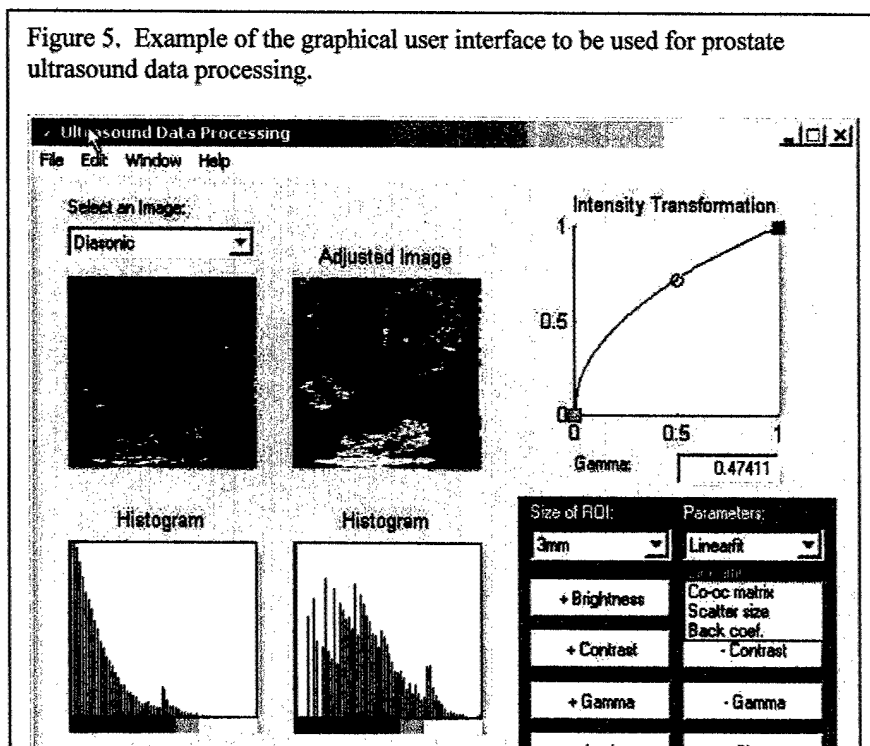 Figure 5. Example of the graphical user interface to be used for prostate
ultrasound data processing.
Ultrasound Data Processing
File Edit Window Help
Select an Image:
Diasonic
Adjusted Image
Intensity Transformation
1
0.5
0
0 0.5 1
Gamma: 0.47411
Histogram
Histogram
Size of ROI: Parameters:
3mm Linearfit
Co-oc matrix
Scatter size
Back coef.
+ Brightness
+ Contrast - Contrast
+ Gamma - Gamma